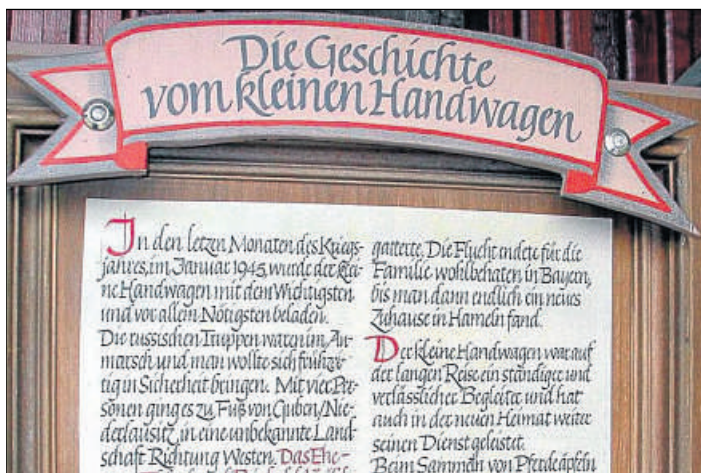 Die Geschichte
vom kleinen Handwagen
In den letzen Monaten des Kriegs-
jahres, im Januar 1945, wurde der klei-
ne Handwagen mit dem Wichtigsten
und vor allem Nötigsten beladen.
Die russischen Truppen waren im An-
marsch und man wollte sich frühzei-
tig in Sicherheit bringen. Mit vier Per-
sonen ging es zu Fuß von Guben/Nie-
derlausitz, in eine unbekannte Land-
schaft Richtung Westen. Das Ehe-
gatterte. Die Flucht endete für die
Familie wohlbehalten in Bayern,
bis man dann endlich ein neues
Zuhause in Hameln fand.
Der kleine Handwagen war auf
der langen Reise ein ständiger und
verlässlicher Begleiter und hat
auch in der neuen Heimat weiter
seinen Dienst geleistet.
Beim Sammeln von Pferdeäpfeln